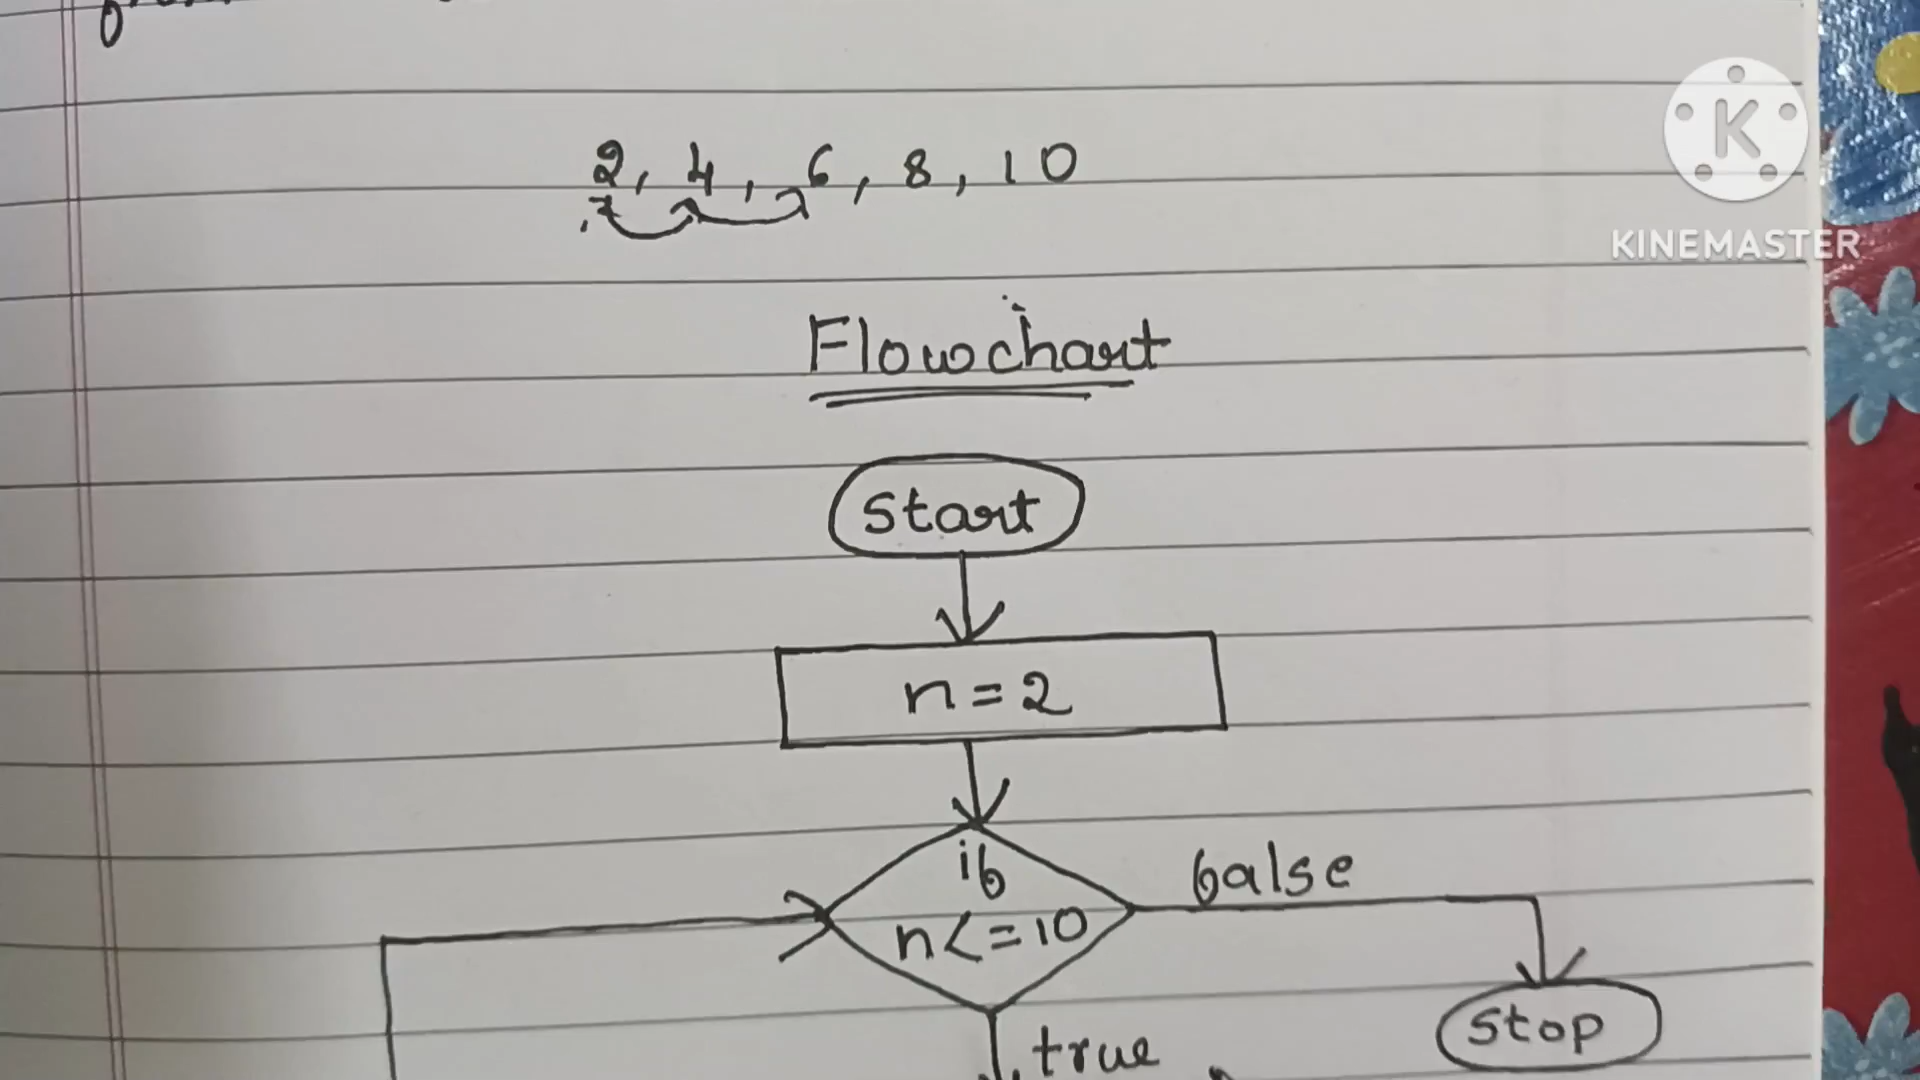 2, 4, 6, 8, 10
K
KINEMASTER
Flowchart
Start
n=2
if
n<=10
false
true
Stop